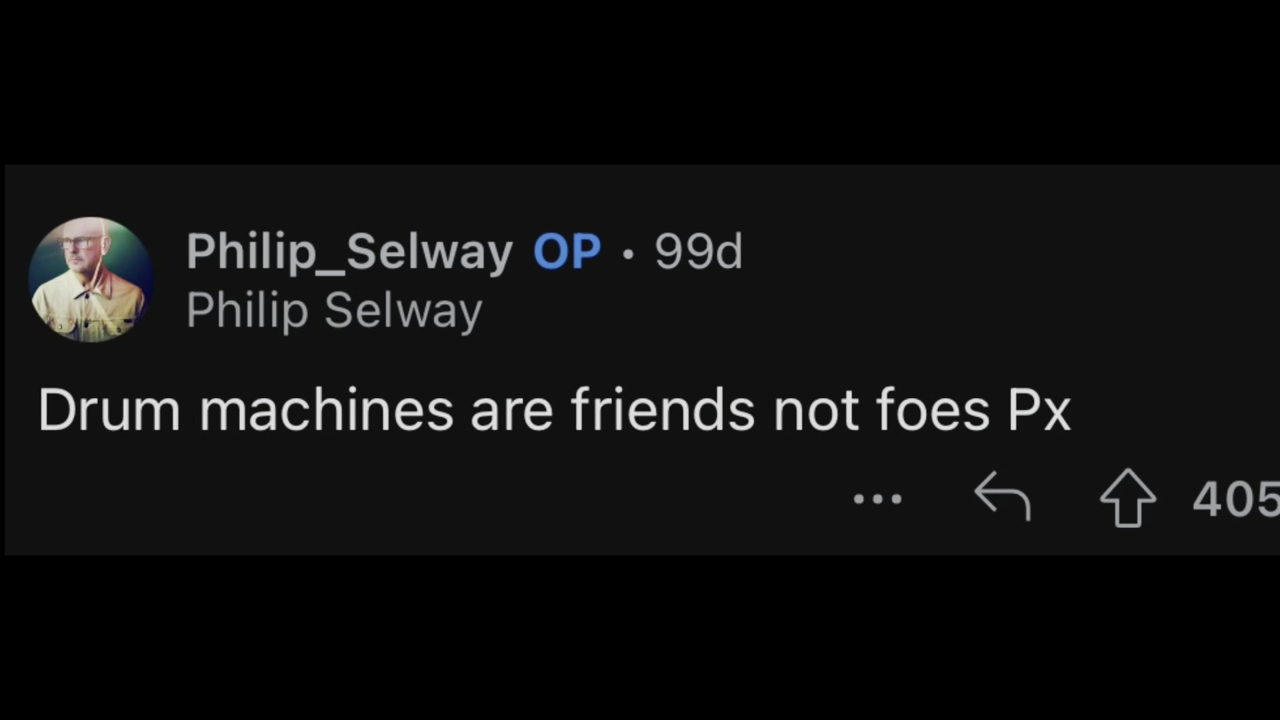 Philip_Selway OP • 99d
Philip Selway
Drum machines are friends not foes Px
405